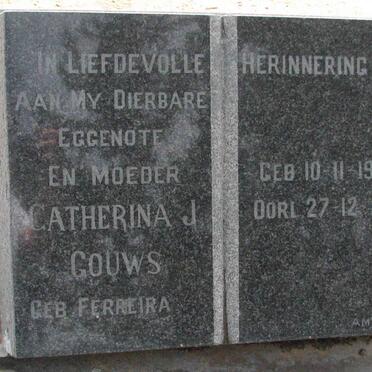 IN LIEFDEVOLLE HERINNERING
AAN MY DIERBARE
EGGENOTE
EN MOEDER
CATHERINA J
GOUWS
GEB FERREIRA
GEB 10-11-19
OORL 27-12
AM